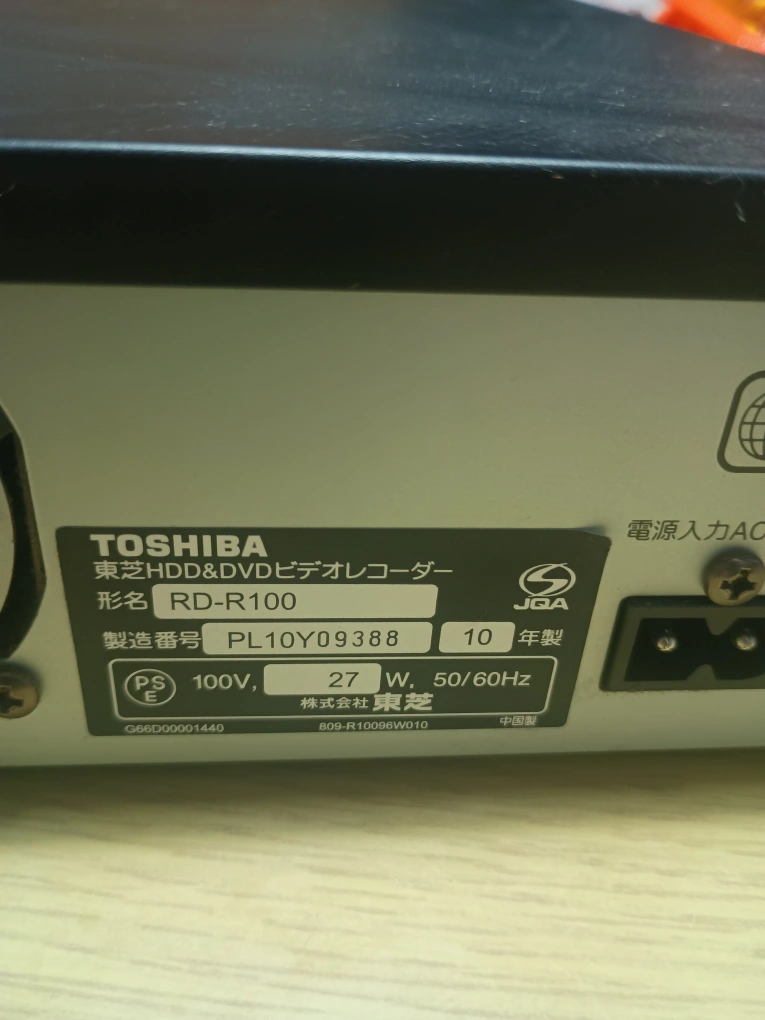 電源入力AC
TOSHIBA
東芝HDD&DVDビデオレコーダー
形名 RD-R100
JQA
製造番号 PL10Y09388 10 年製
PS E 100V, 27 W, 50/60Hz
株式会社 東芝
G66D00001440 809-R10096W010 中国製